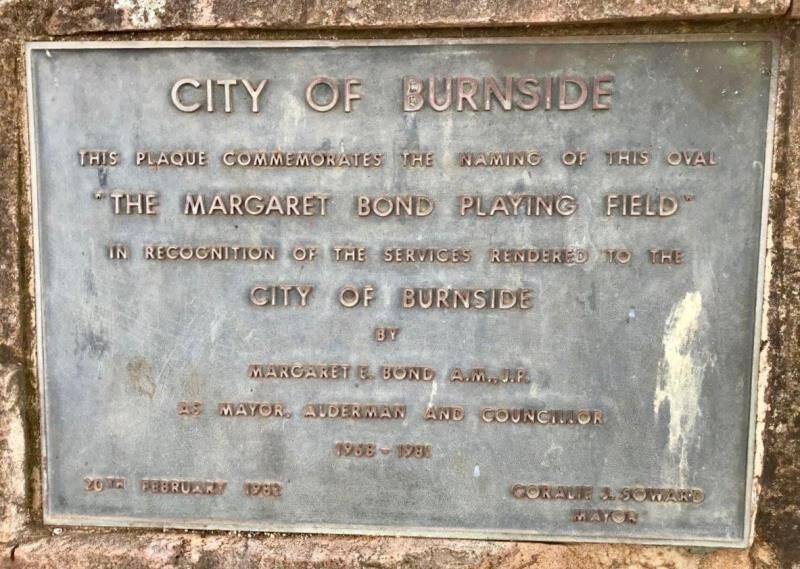 CITY OF BURNSIDE
THIS PLAQUE COMMEMORATES THE NAMING OF THIS OVAL
"THE MARGARET BOND PLAYING FIELD"
IN RECOGNITION OF THE SERVICES RENDERED TO THE
CITY OF BURNSIDE
BY
MARGARET E. BOND, A.M., J.P.
AS MAYOR, ALDERMAN AND COUNCILLOR
1968 - 1981
20TH FEBRUARY 1982
CORALIE J. SOWARD
MAYOR